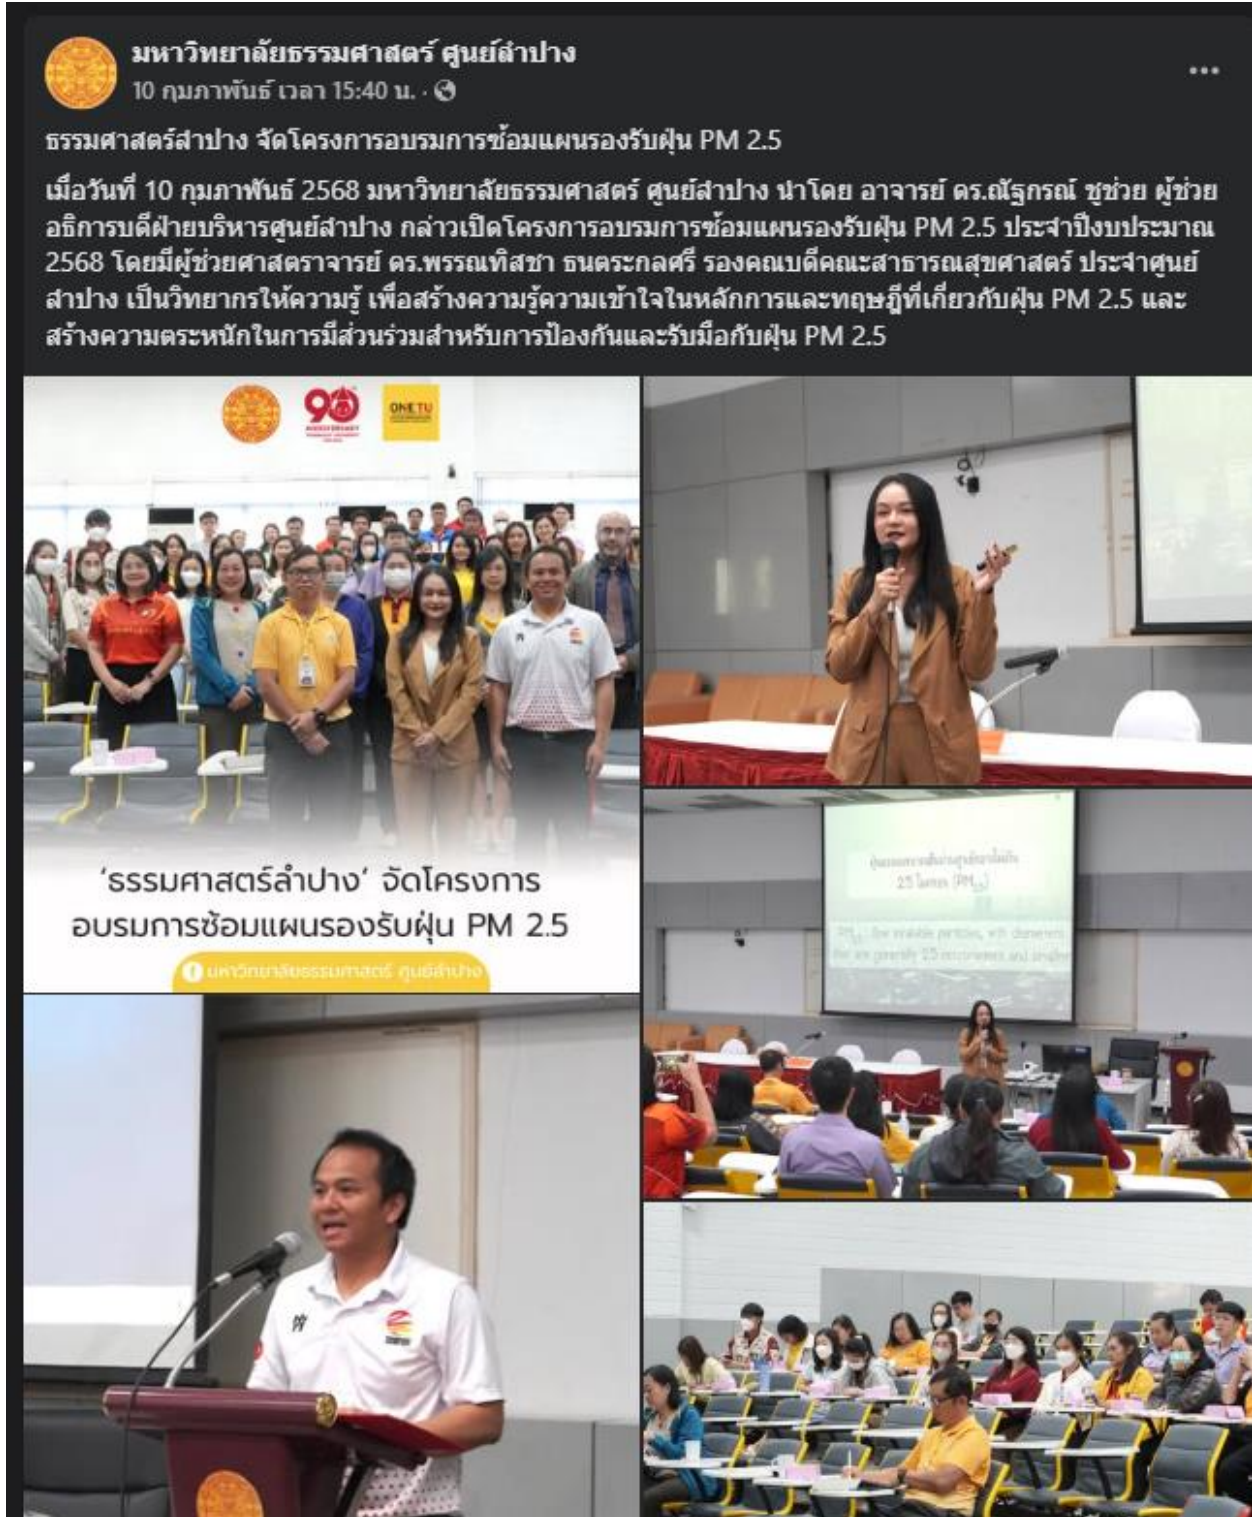 มหาวิทยาลัยธรรมศาสตร์ ศูนย์ลำปาง
10 กุมภาพันธ์ เวลา 15:40 น. ·
ธรรมศาสตร์ลำปาง จัดโครงการอบรมการซ้อมแผนรองรับฝุ่น PM 2.5
เมื่อวันที่ 10 กุมภาพันธ์ 2568 มหาวิทยาลัยธรรมศาสตร์ ศูนย์ลำปาง นำโดย อาจารย์ ดร.ณัฐกรณ์ ชูช่วย ผู้ช่วย
อธิการบดีฝ่ายบริหารศูนย์ลำปาง กล่าวเปิดโครงการอบรมการซ้อมแผนรองรับฝุ่น PM 2.5 ประจำปีงบประมาณ
2568 โดยมีผู้ช่วยศาสตราจารย์ ดร.พรรณทิสชา ธนตระกลศรี รองคณบดีคณะสาธารณสุขศาสตร์ ประจำศูนย์
ลำปาง เป็นวิทยากรให้ความรู้ เพื่อสร้างความรู้ความเข้าใจในหลักการและทฤษฎีที่เกี่ยวกับฝุ่น PM 2.5 และ
สร้างความตระหนักในการมีส่วนร่วมสำหรับการป้องกันและรับมือกับฝุ่น PM 2.5
90
ANNIVERSARY
ONE TU
‘ธรรมศาสตร์ลำปาง’ จัดโครงการ
อบรมการซ้อมแผนรองรับฝุ่น PM 2.5
มหาวิทยาลัยธรรมศาสตร์ ศูนย์ลำปาง
2.5 ไมครอน (PM2.5)
PM2.5 : fine inhalable particles, with diameters
that are generally 2.5 micrometers and smaller